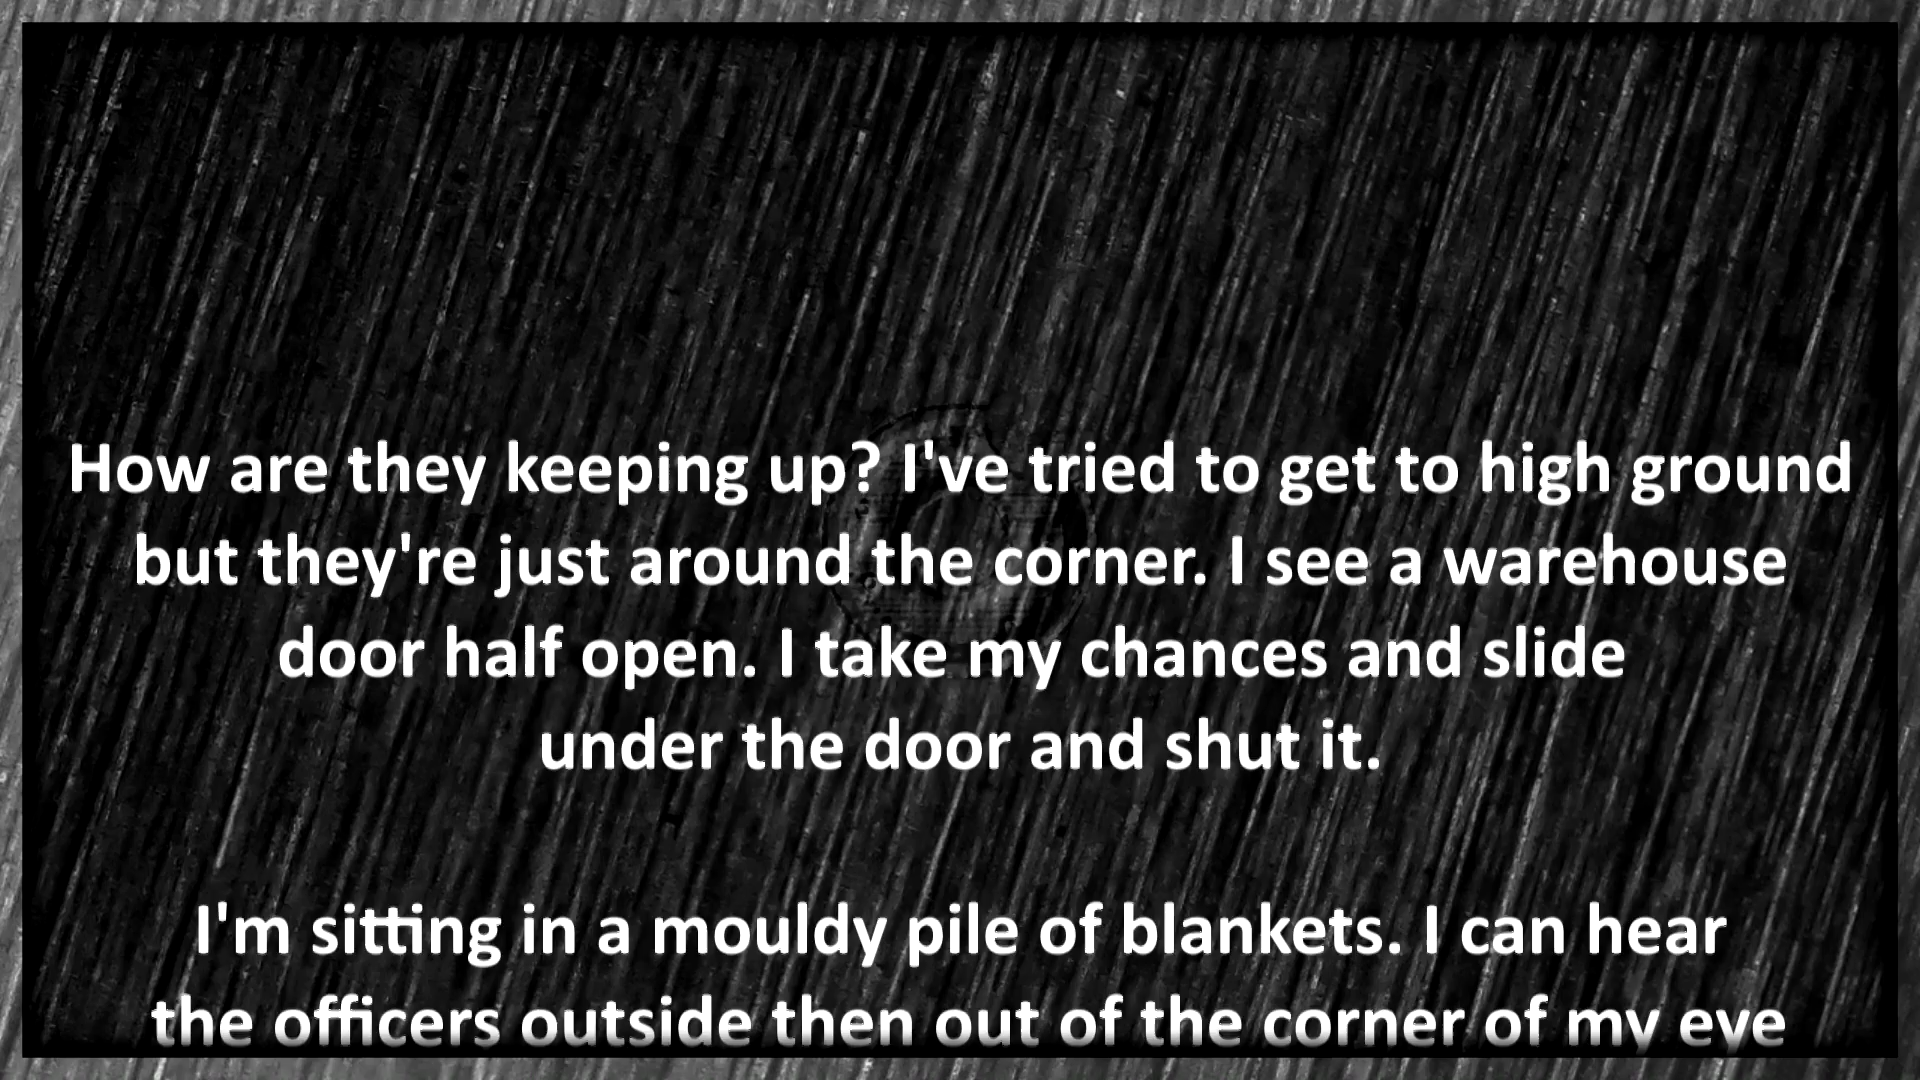 How are they keeping up? I've tried to get to high ground
but they're just around the corner. I see a warehouse
door half open. I take my chances and slide
under the door and shut it.
I'm sitting in a mouldy pile of blankets. I can hear
the officers outside then out of the corner of my eye